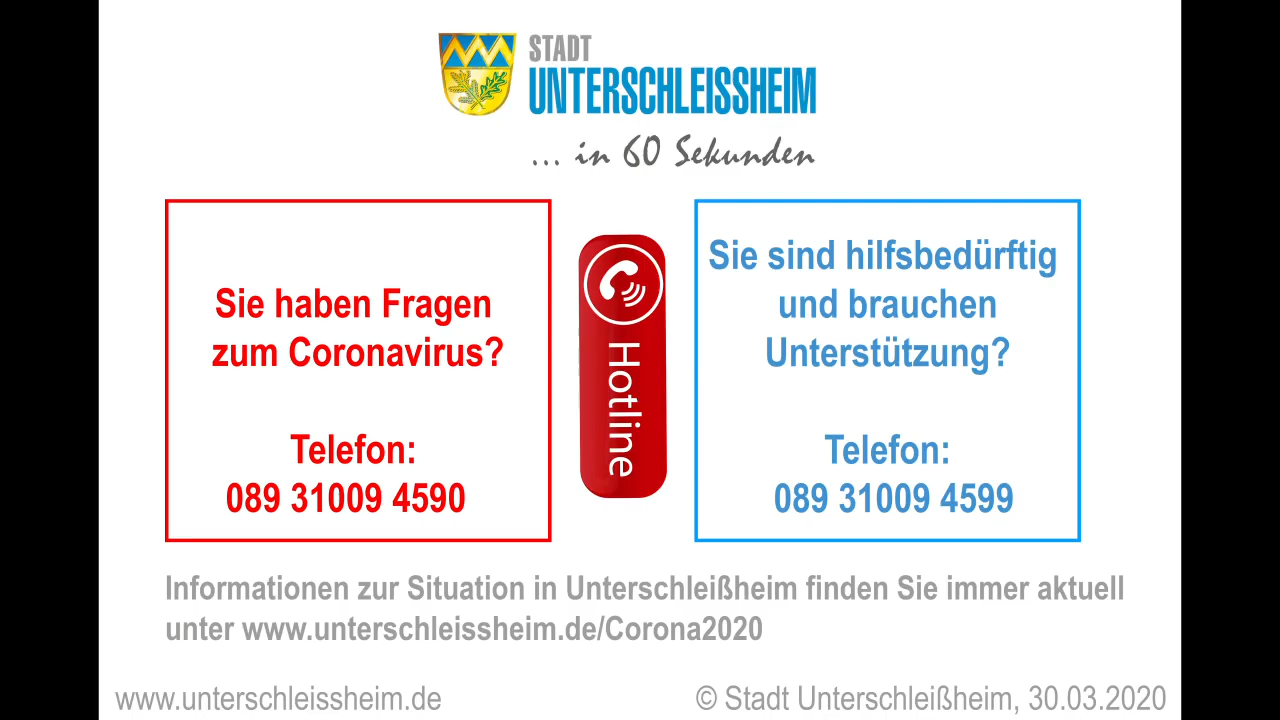 STADT
UNTERSCHLEISSHEIM
... in 60 Sekunden
Sie haben Fragen
zum Coronavirus?
Telefon:
089 31009 4590
Hotline
Sie sind hilfsbedürftig
und brauchen
Unterstützung?
Telefon:
089 31009 4599
Informationen zur Situation in Unterschleißheim finden Sie immer aktuell
unter www.unterschleissheim.de/Corona2020
www.unterschleissheim.de
© Stadt Unterschleißheim, 30.03.2020